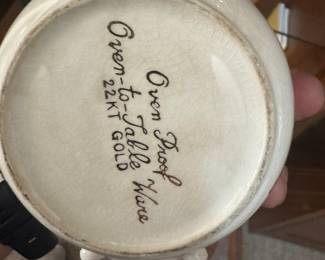 Oven Proof
Oven-to-Table Ware
22KT GOLD